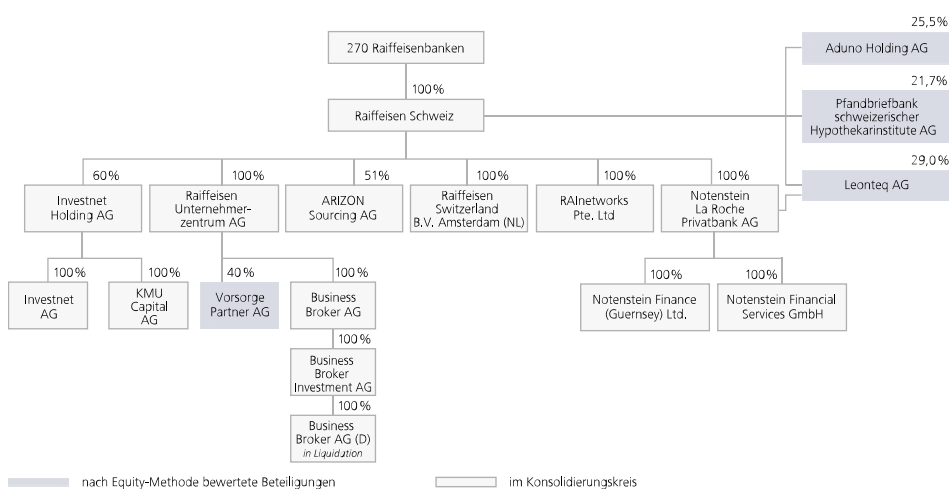 25,5%
270 Raiffeisenbanken
Aduno Holding AG
100%
21,7%
Raiffeisen Schweiz
Pfandbriefbank
schweizerischer
Hypothekarinstitute AG
29,0%
Leonteq AG
60%
100%
51%
100%
100%
100%
Investnet
Holding AG
Raiffeisen
Unternehmer-
zentrum AG
ARIZON
Sourcing AG
Raiffeisen
Switzerland
B.V. Amsterdam (NL)
RAInetworks
Pte. Ltd
Notenstein
La Roche
Privatbank AG
100%
100%
40%
100%
100%
100%
Investnet
AG
KMU
Capital
AG
Vorsorge
Partner AG
Business
Broker AG
Notenstein Finance
(Guernsey) Ltd.
Notenstein Financial
Services GmbH
100%
Business
Broker
Investment AG
100%
Business
Broker AG (D)
in Liquidation
nach Equity-Methode bewertete Beteiligungen
im Konsolidierungskreis